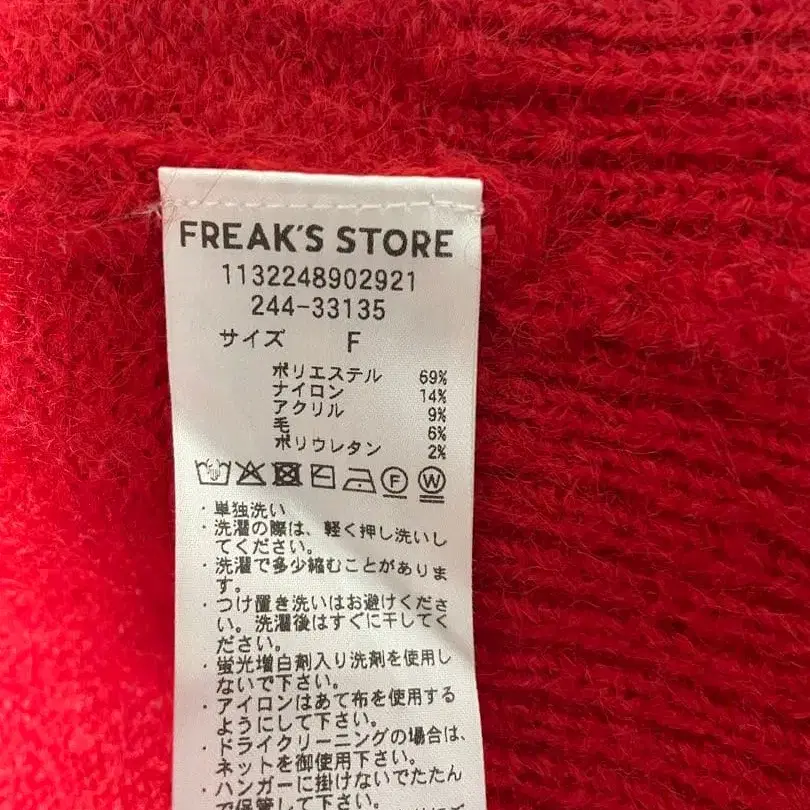 FREAK'S STORE
1132248902921
244-33135
サイズ F
ポリエステル 69%
ナイロン 14%
アクリル 9%
毛 6%
ポリウレタン 2%
F W
・単独洗い
・洗濯の際は、軽く押し洗いし
てください。
・洗濯で多少縮むことがありま
す。
・つけ置き洗いはお避けくださ
い。洗濯後はすぐに干してく
ださい。
・蛍光増白剤入り洗剤を使用し
ないで下さい。
・アイロンはあて布を使用する
ようにして下さい。
・ドライクリーニングの場合は、
ネットを御使用下さい。
・ハンガーに掛けないでたたん
で保管して下さい。